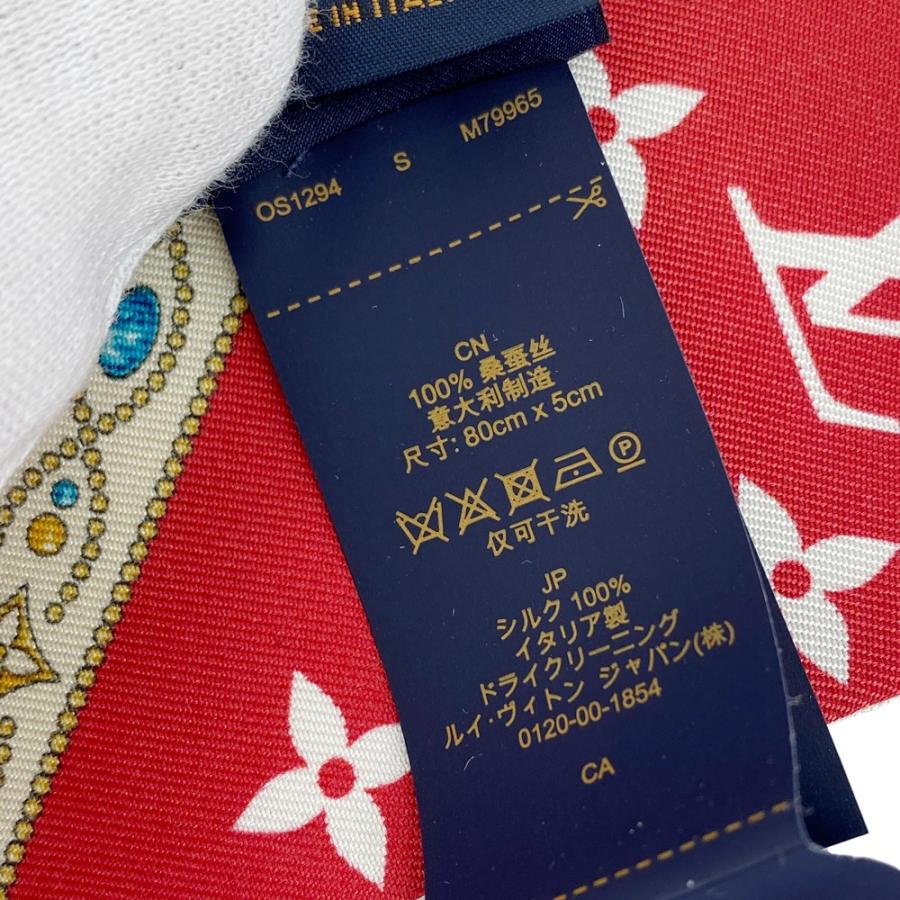 IN ITAL
OS1294 S M79965
CN
100% 桑蚕丝
意大利制造
尺寸: 80cm x 5cm
P
仅可干洗
JP
シルク 100%
イタリア製
ドライクリーニング
ルイ・ヴィトン ジャパン(株)
0120-00-1854
CA